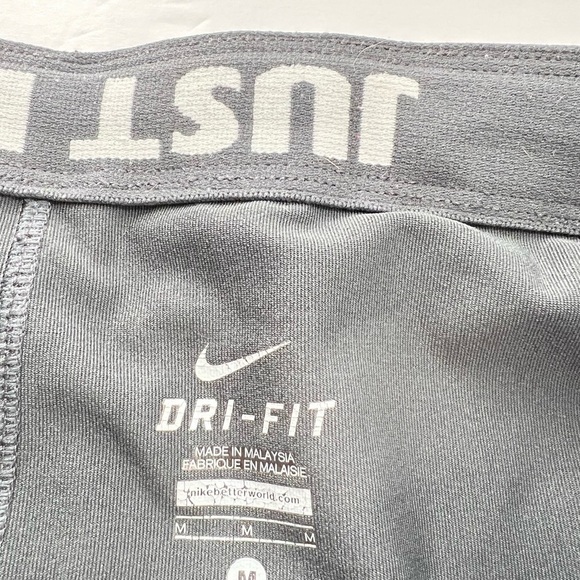 JUST
DRI-FIT
MADE IN MALAYSIA
FABRIQUE EN MALAISIE
nikebetterworld.com
M M M
M